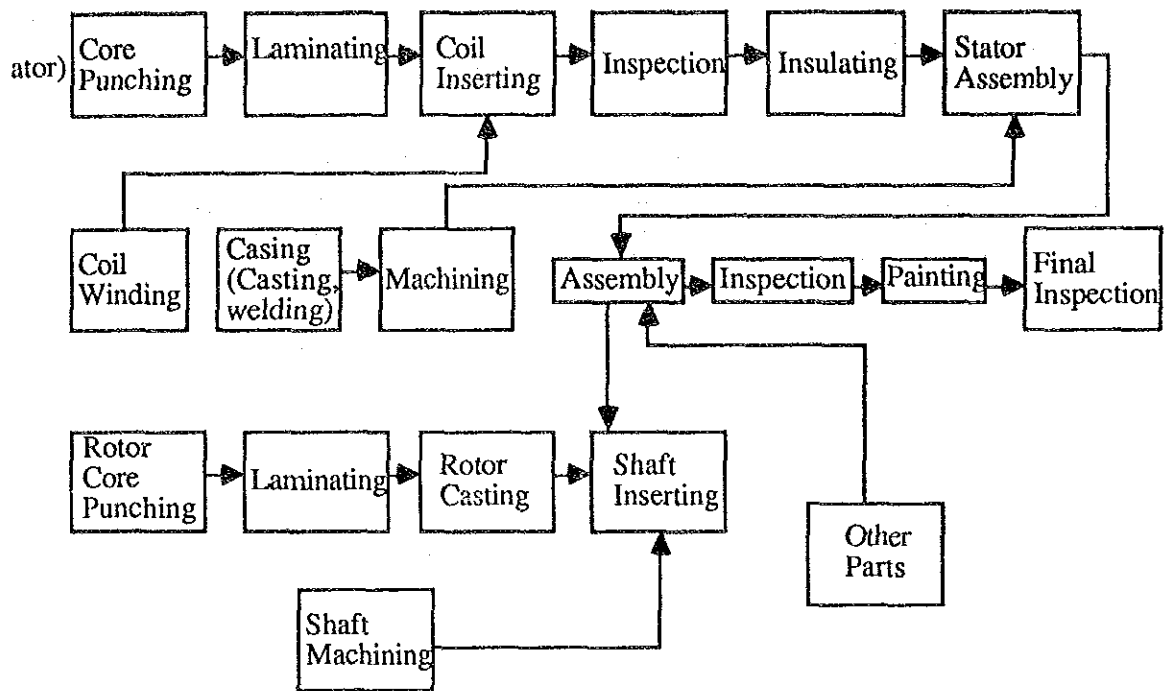 ator)
Core
Punching
Laminating
Coil
Inserting
Inspection
Insulating
Stator
Assembly
Coil
Winding
Casing
(Casting,
welding)
Machining
Assembly
Inspection
Painting
Final
Inspection
Rotor
Core
Punching
Laminating
Rotor
Casting
Shaft
Inserting
Other
Parts
Shaft
Machining